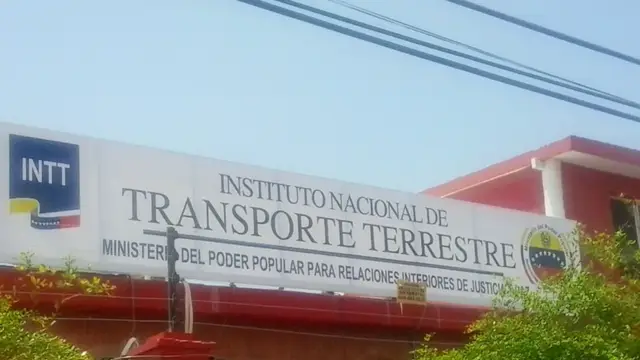 INTT
INSTITUTO NACIONAL DE
TRANSPORTE TERRESTRE
MINISTERIO DEL PODER POPULAR PARA RELACIONES INTERIORES DE JUSTICIA